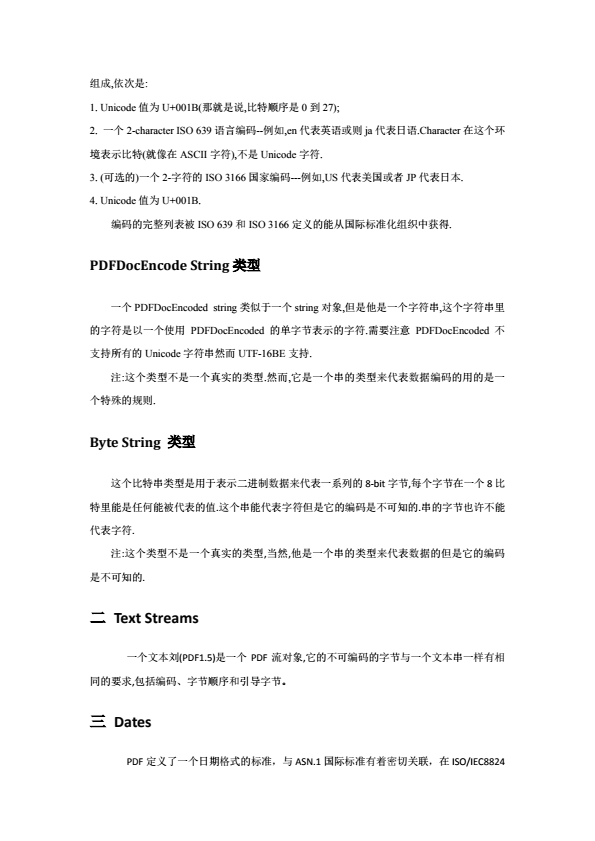 组成,依次是:
1. Unicode 值为 U+001B(那就是说,比特顺序是 0 到 27);
2. 一个 2-character ISO 639 语言编码--例如,en 代表英语或则 ja 代表日语.Character 在这个环
境表示比特(就像在 ASCII 字符),不是 Unicode 字符.
3. (可选的)一个 2-字符的 ISO 3166 国家编码---例如,US 代表美国或者 JP 代表日本.
4. Unicode 值为 U+001B.
编码的完整列表被 ISO 639 和 ISO 3166 定义的能从国际标准化组织中获得.
PDFDocEncode String 类型
一个 PDFDocEncoded string 类似于一个 string 对象,但是他是一个字符串,这个字符串里
的字符是以一个使用 PDFDocEncoded 的单字节表示的字符.需要注意 PDFDocEncoded 不
支持所有的 Unicode 字符串然而 UTF-16BE 支持.
注:这个类型不是一个真实的类型.然而,它是一个串的类型来代表数据编码的用的是一
个特殊的规则.
Byte String 类型
这个比特串类型是用于表示二进制数据来代表一系列的 8-bit 字节,每个字节在一个 8 比
特里能是任何能被代表的值.这个串能代表字符但是它的编码是不可知的.串的字节也许不能
代表字符.
注:这个类型不是一个真实的类型,当然,他是一个串的类型来代表数据的但是它的编码
是不可知的.
二 Text Streams
一个文本刘(PDF1.5)是一个 PDF 流对象,它的不可编码的字节与一个文本串一样有相
同的要求,包括编码、字节顺序和引导字节。
三 Dates
PDF 定义了一个日期格式的标准，与 ASN.1 国际标准有着密切关联，在 ISO/IEC8824